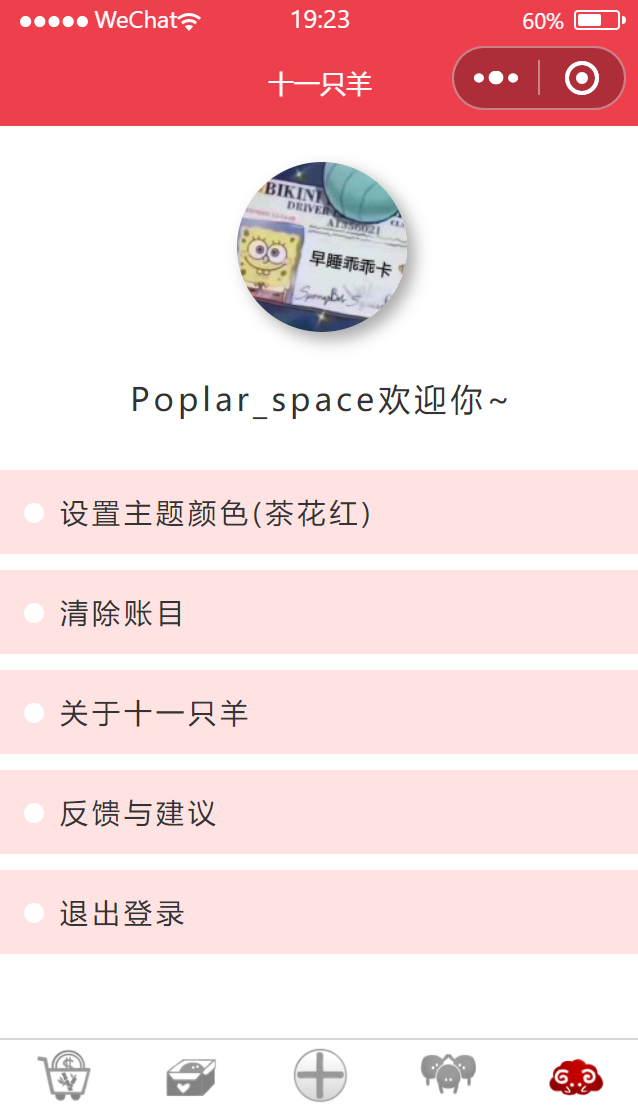 WeChat 19:23 60%
十一只羊
BIKINI
DRIVER
早睡乖乖卡
Poplar_space欢迎你~
设置主题颜色(茶花红)
清除账目
关于十一只羊
反馈与建议
退出登录